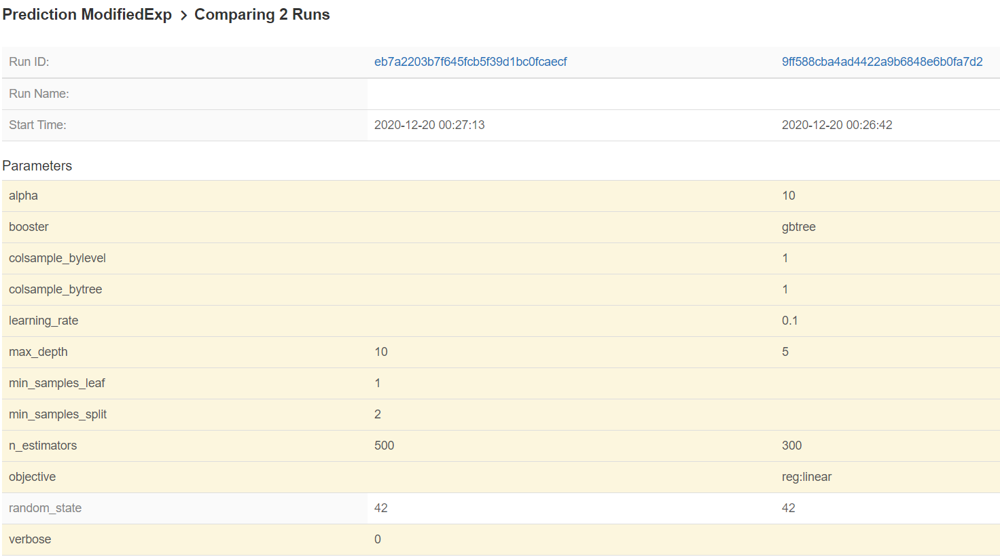 Prediction ModifiedExp > Comparing 2 Runs
Run ID: eb7a2203b7f645fcb5f39d1bc0fcaecf 9ff588cba4ad4422a9b6848e6b0fa7d2
Run Name:
Start Time: 2020-12-20 00:27:13 2020-12-20 00:26:42
Parameters
alpha 10
booster gbtree
colsample_bylevel 1
colsample_bytree 1
learning_rate 0.1
max_depth 10 5
min_samples_leaf 1
min_samples_split 2
n_estimators 500 300
objective reg:linear
random_state 42 42
verbose 0